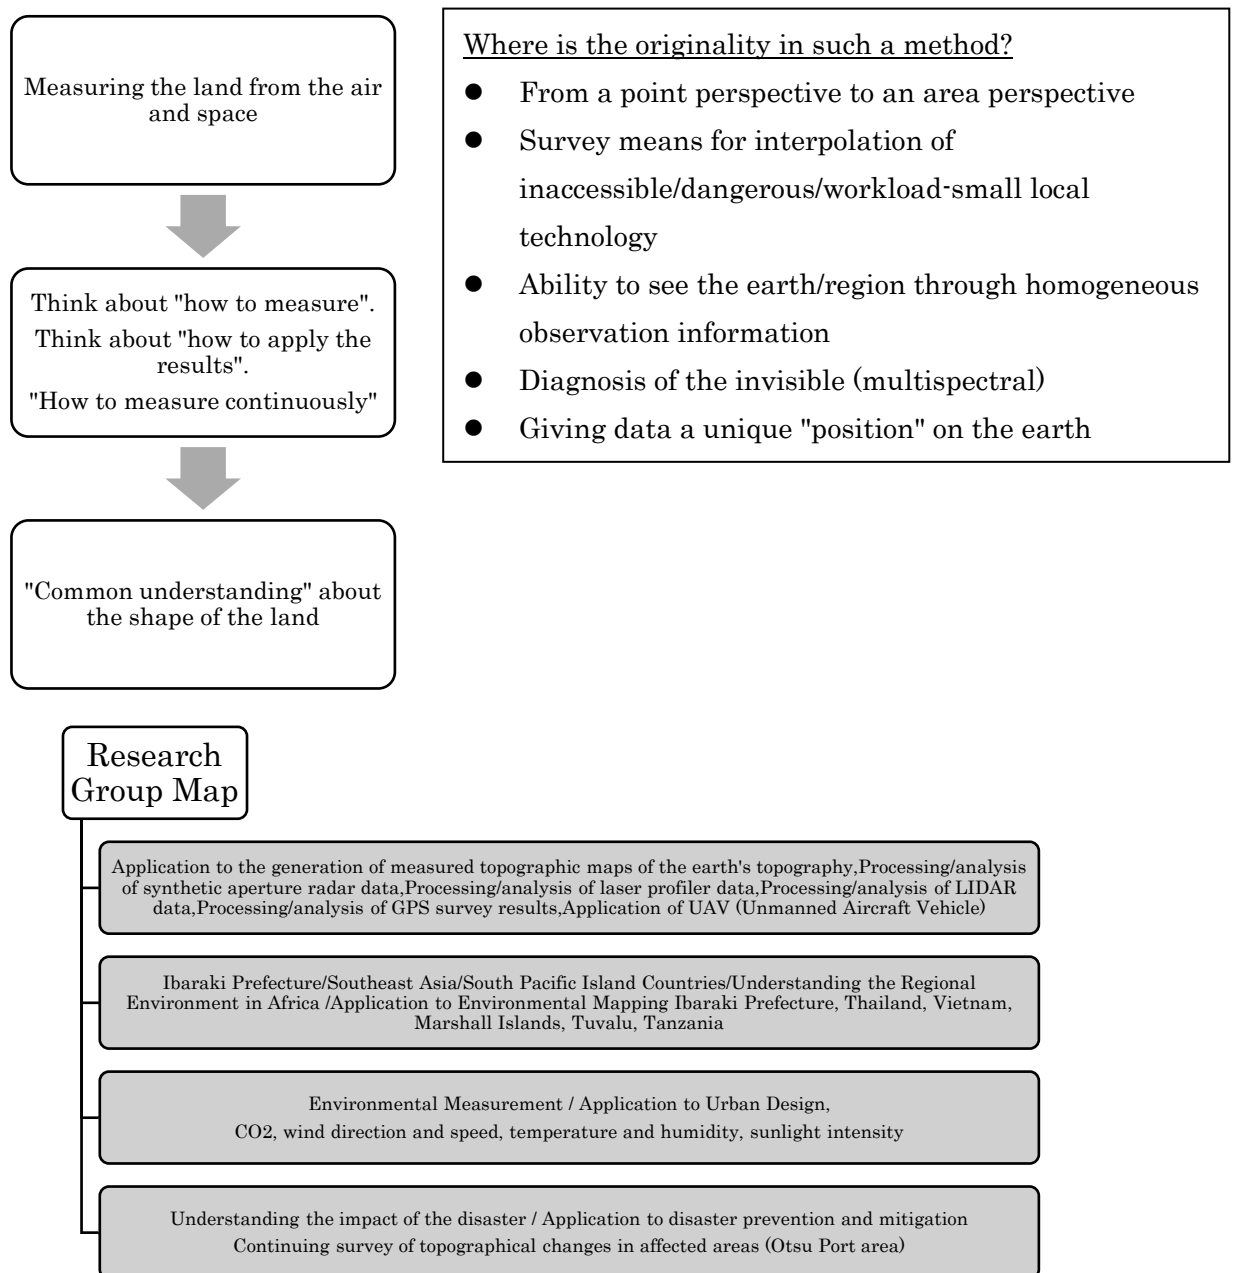 Measuring the land from the air
and space
Think about "how to measure".
Think about "how to apply the
results".
"How to measure continuously"
"Common understanding" about
the shape of the land
Where is the originality in such a method?
● From a point perspective to an area perspective
● Survey means for interpolation of
inaccessible/dangerous/workload-small local
technology
● Ability to see the earth/region through homogeneous
observation information
● Diagnosis of the invisible (multispectral)
● Giving data a unique "position" on the earth
Research
Group Map
Application to the generation of measured topographic maps of the earth's topography,Processing/analysis
of synthetic aperture radar data,Processing/analysis of laser profiler data,Processing/analysis of LIDAR
data,Processing/analysis of GPS survey results,Application of UAV (Unmanned Aircraft Vehicle)
Ibaraki Prefecture/Southeast Asia/South Pacific Island Countries/Understanding the Regional
Environment in Africa /Application to Environmental Mapping Ibaraki Prefecture, Thailand, Vietnam,
Marshall Islands, Tuvalu, Tanzania
Environmental Measurement / Application to Urban Design,
CO2, wind direction and speed, temperature and humidity, sunlight intensity
Understanding the impact of the disaster / Application to disaster prevention and mitigation
Continuing survey of topographical changes in affected areas (Otsu Port area)